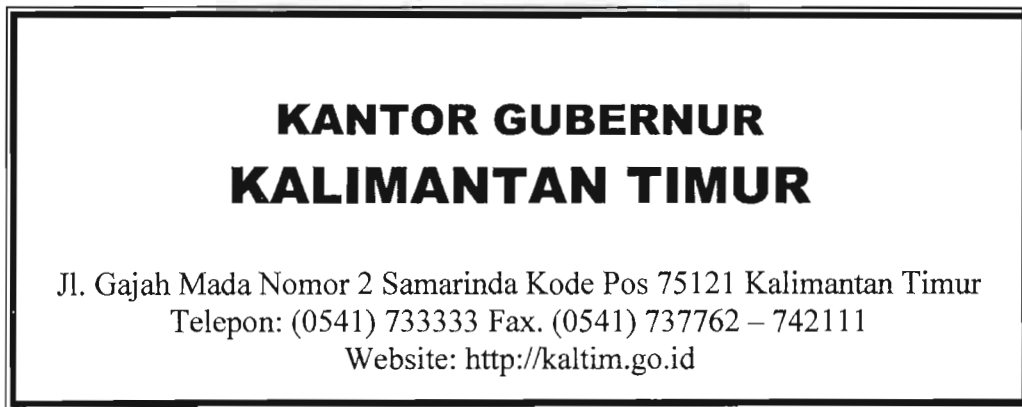 KANTOR GUBERNUR
KALIMANTAN TIMUR
Jl. Gajah Mada Nomor 2 Samarinda Kode Pos 75121 Kalimantan Timur
Telepon: (0541) 733333 Fax. (0541) 737762 – 742111
Website: http://kaltim.go.id